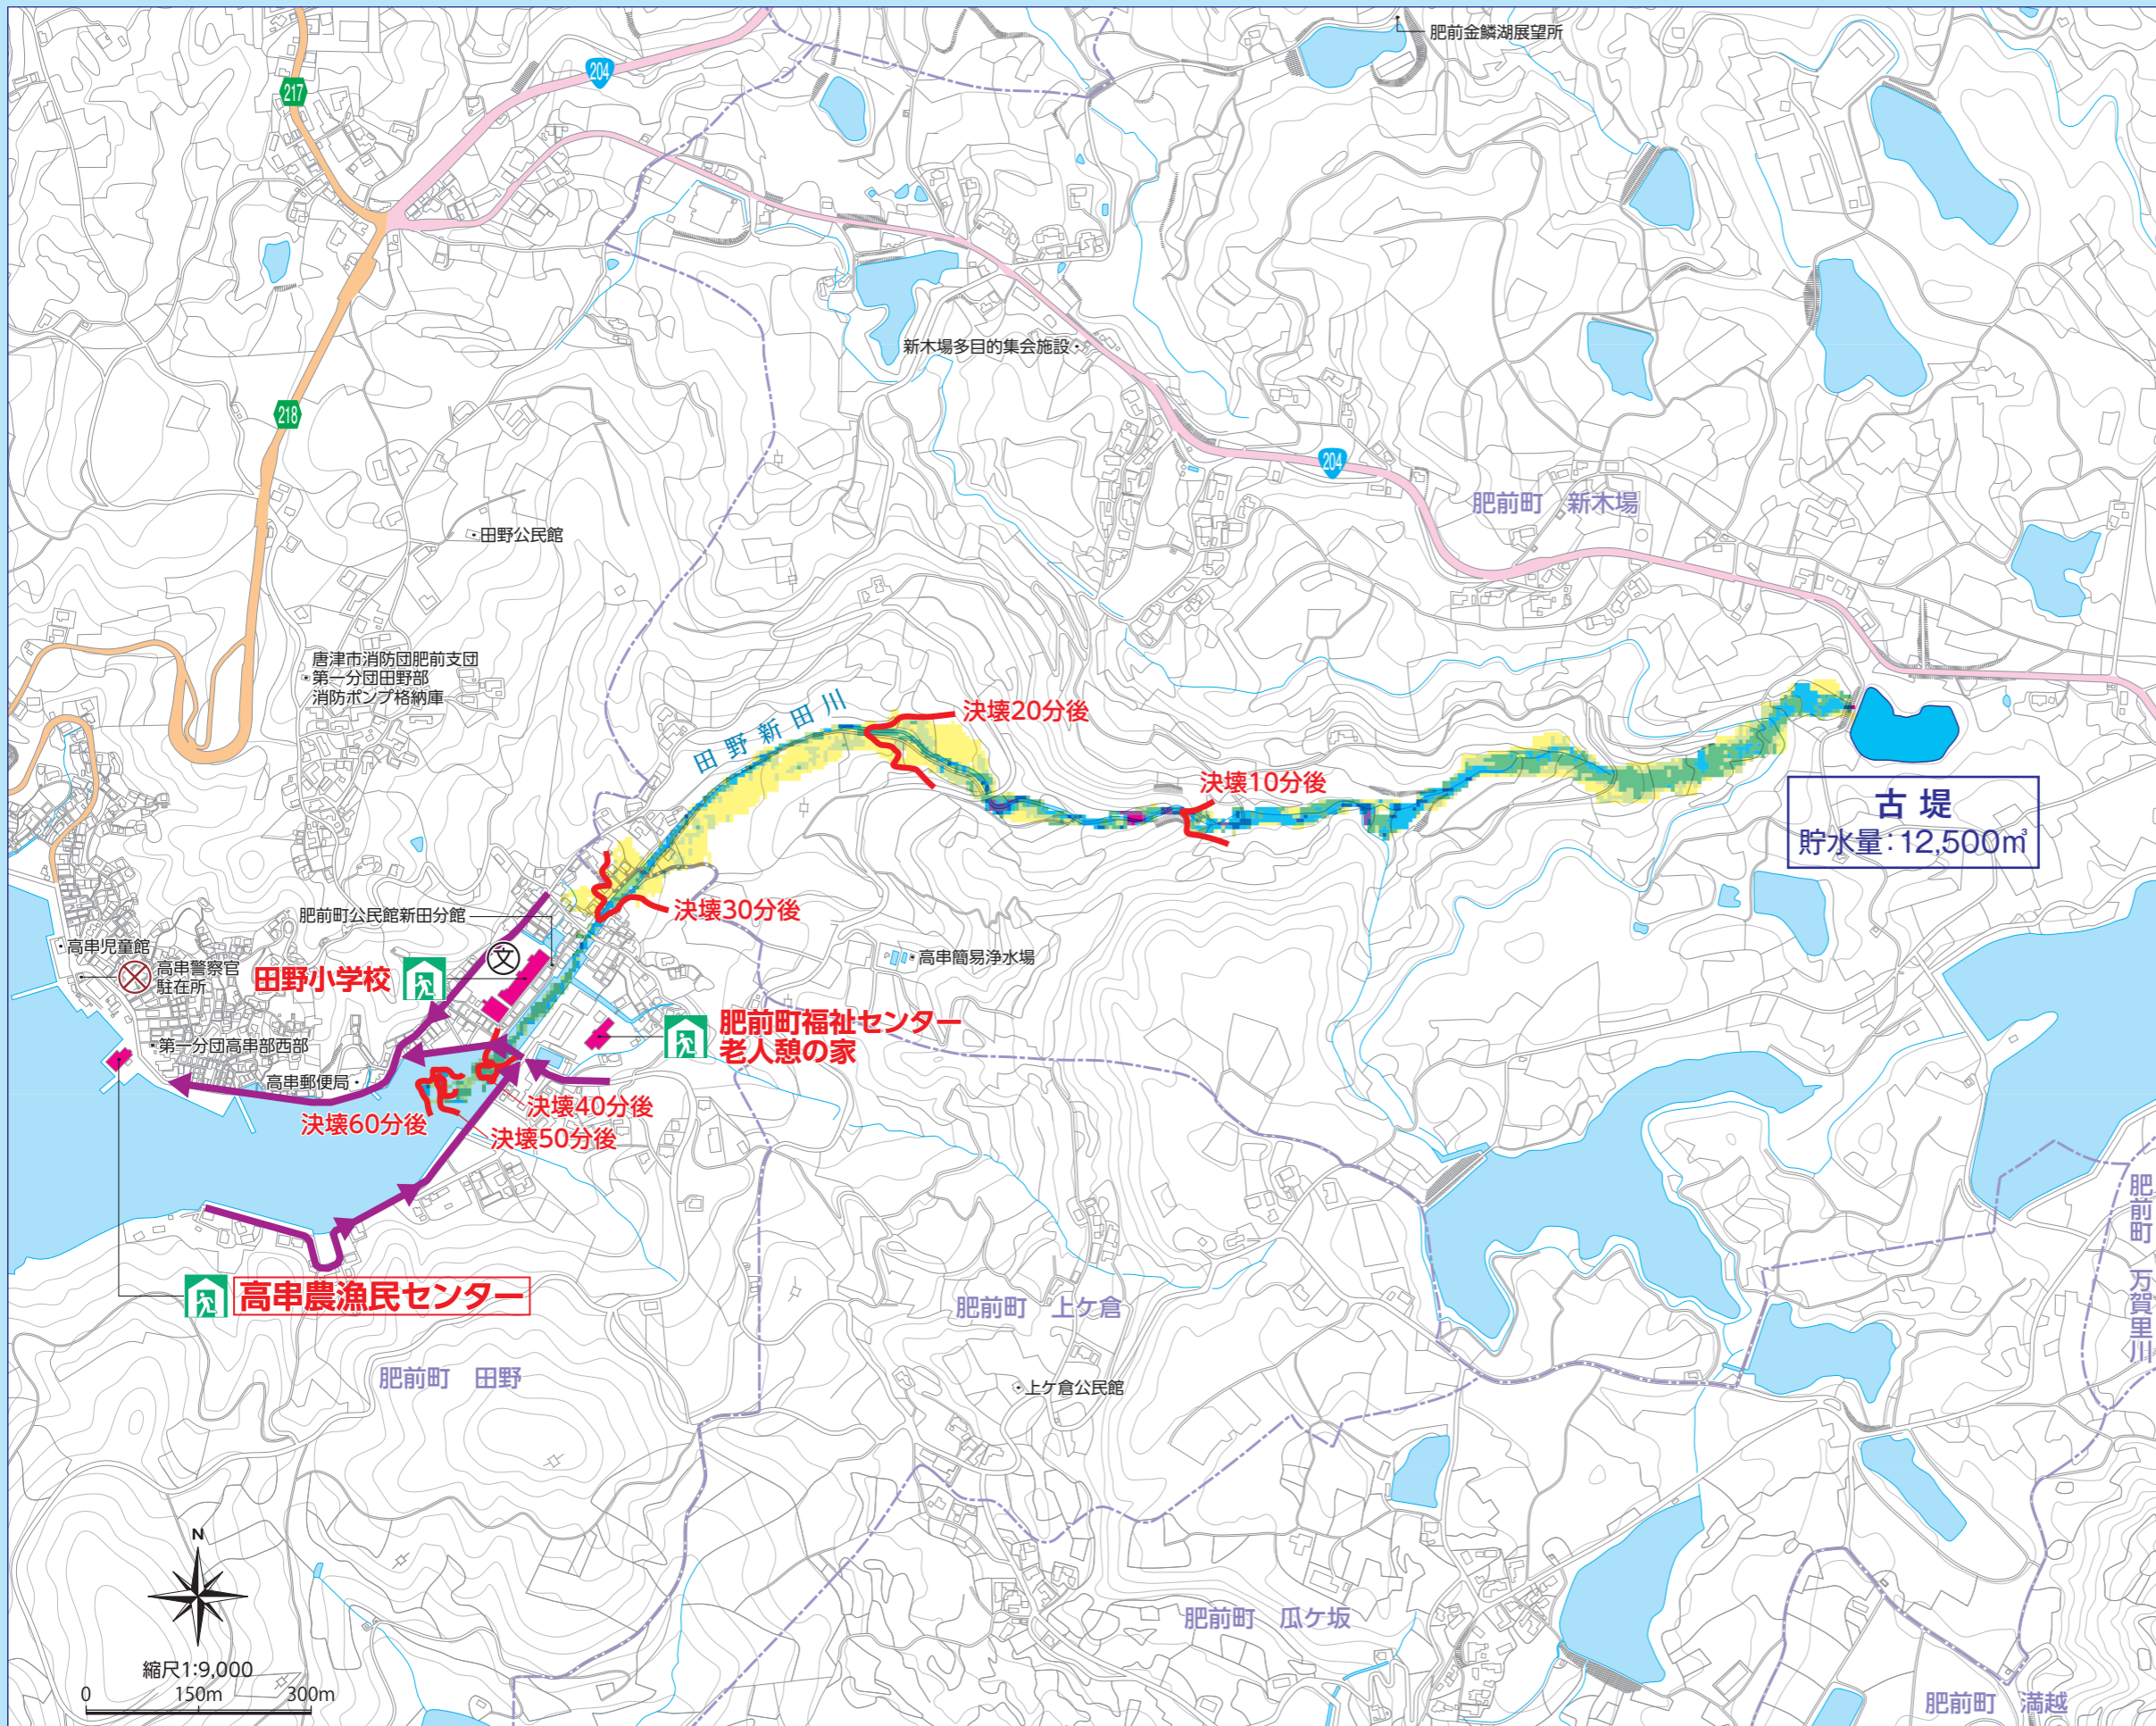 肥前金鱗湖展望所
204
217
新木場多目的集会施設
218
204
肥前町 新木場
田野公民館
唐津市消防団肥前支団
第一分団田野部
消防ポンプ格納庫
田野新田川
決壊20分後
決壊10分後
古堤
貯水量:12,500㎥
決壊30分後
肥前町公民館新田分館
高串児童館
高串警察官
駐在所
田野小学校
文
高串簡易浄水場
肥前町福祉センター
老人憩の家
第一分団高串部西部
高串郵便局
決壊40分後
決壊60分後
決壊50分後
肥前町 万賀里川
高串農漁民センター
肥前町 上ケ倉
肥前町 田野
上ケ倉公民館
N
肥前町 瓜ケ坂
縮尺1:9,000
0 150m 300m
肥前町 満越